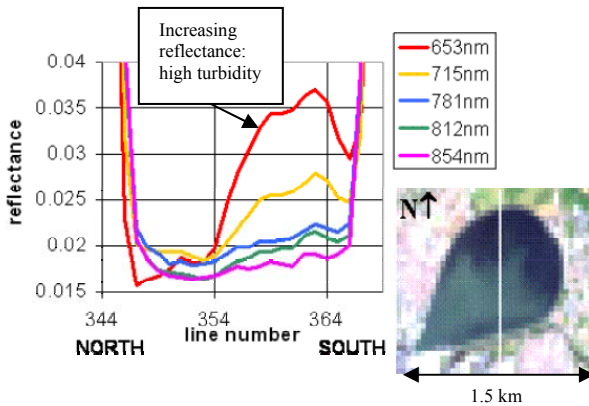 Increasing
reflectance:
high turbidity
0.04
0.035
0.03
0.025
0.02
0.015
reflectance
344
354
364
line number
NORTH
SOUTH
653nm
715nm
781nm
812nm
854nm
N↑
1.5 km